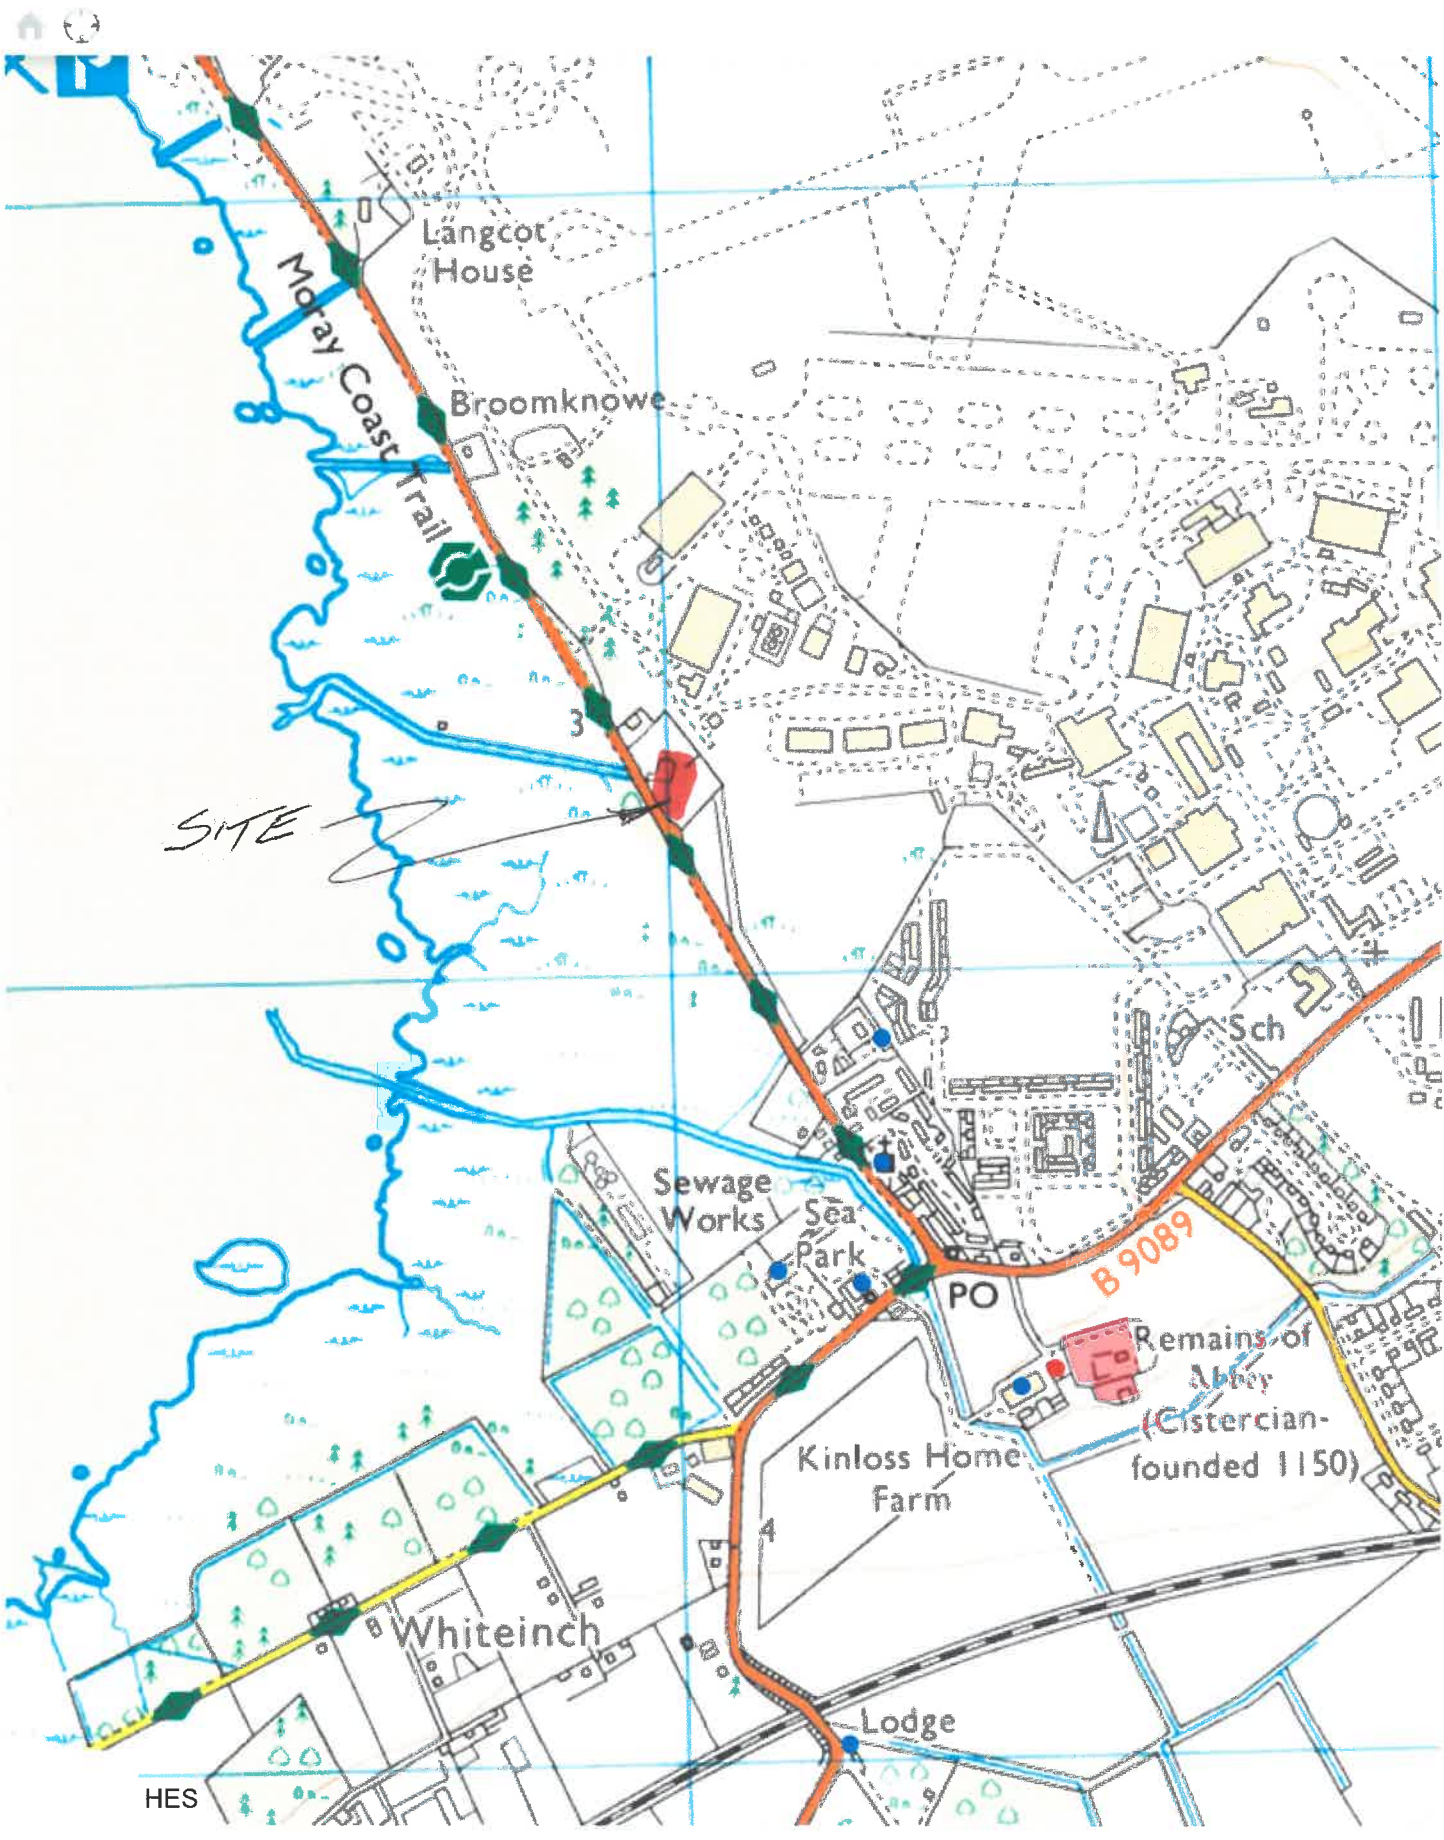 Langcot
House
Moray Coast Trail
Broomknowe
3
SITE
Sch
Sewage
Works
Sea
Park
B 9089
PO
Remains of
Abbey
(Cistercian-
founded 1150)
Kinloss Home
Farm
4
Whiteinch
Lodge
HES